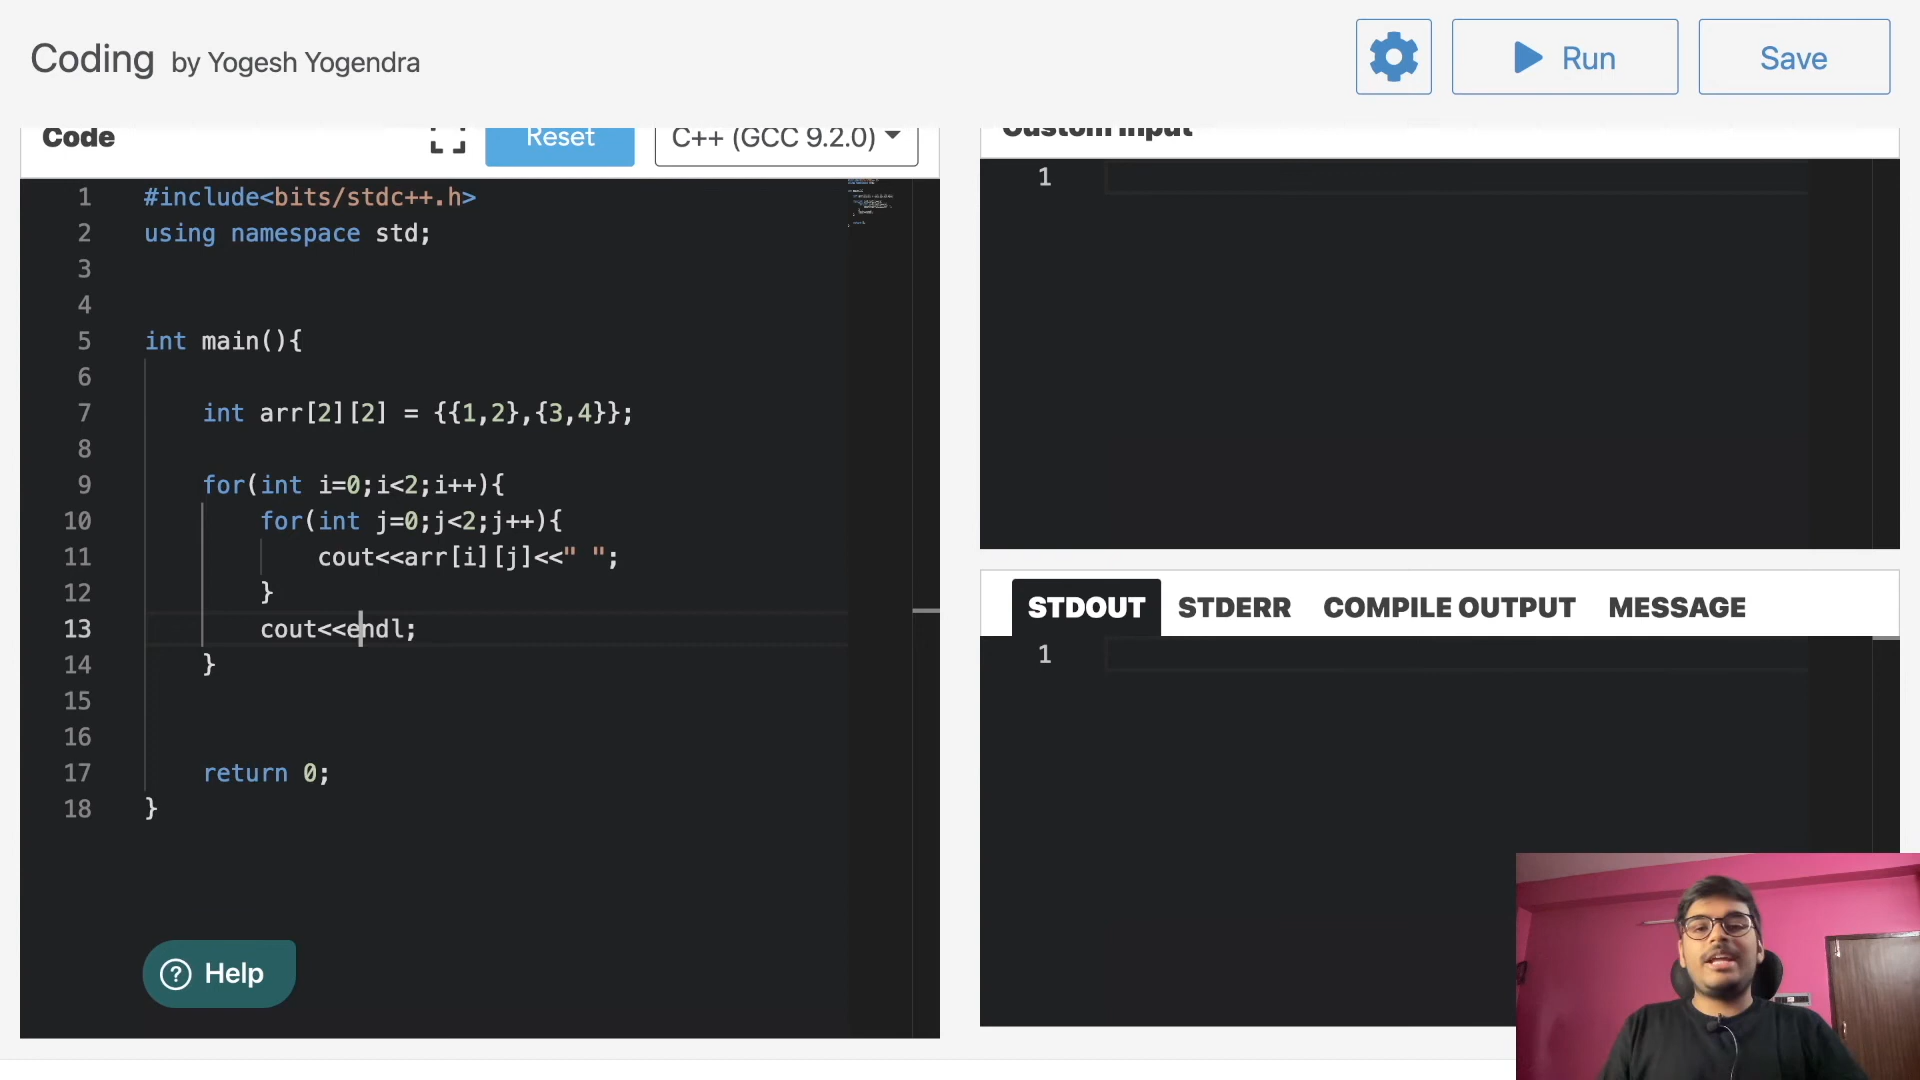 Coding by Yogesh Yogendra
Run
Save
Code
Reset
C++ (GCC 9.2.0)
1 #include<bits/stdc++.h>
2 using namespace std;
3
4
5 int main(){
6
7 int arr[2][2] = {{1,2},{3,4}};
8
9 for(int i=0;i<2;i++){
10 for(int j=0;j<2;j++){
11 cout<<arr[i][j]<<" ";
12 }
13 cout<<endl;
14 }
15
16
17 return 0;
18 }
Help
Custom Input
1
STDOUT STDERR COMPILE OUTPUT MESSAGE
1